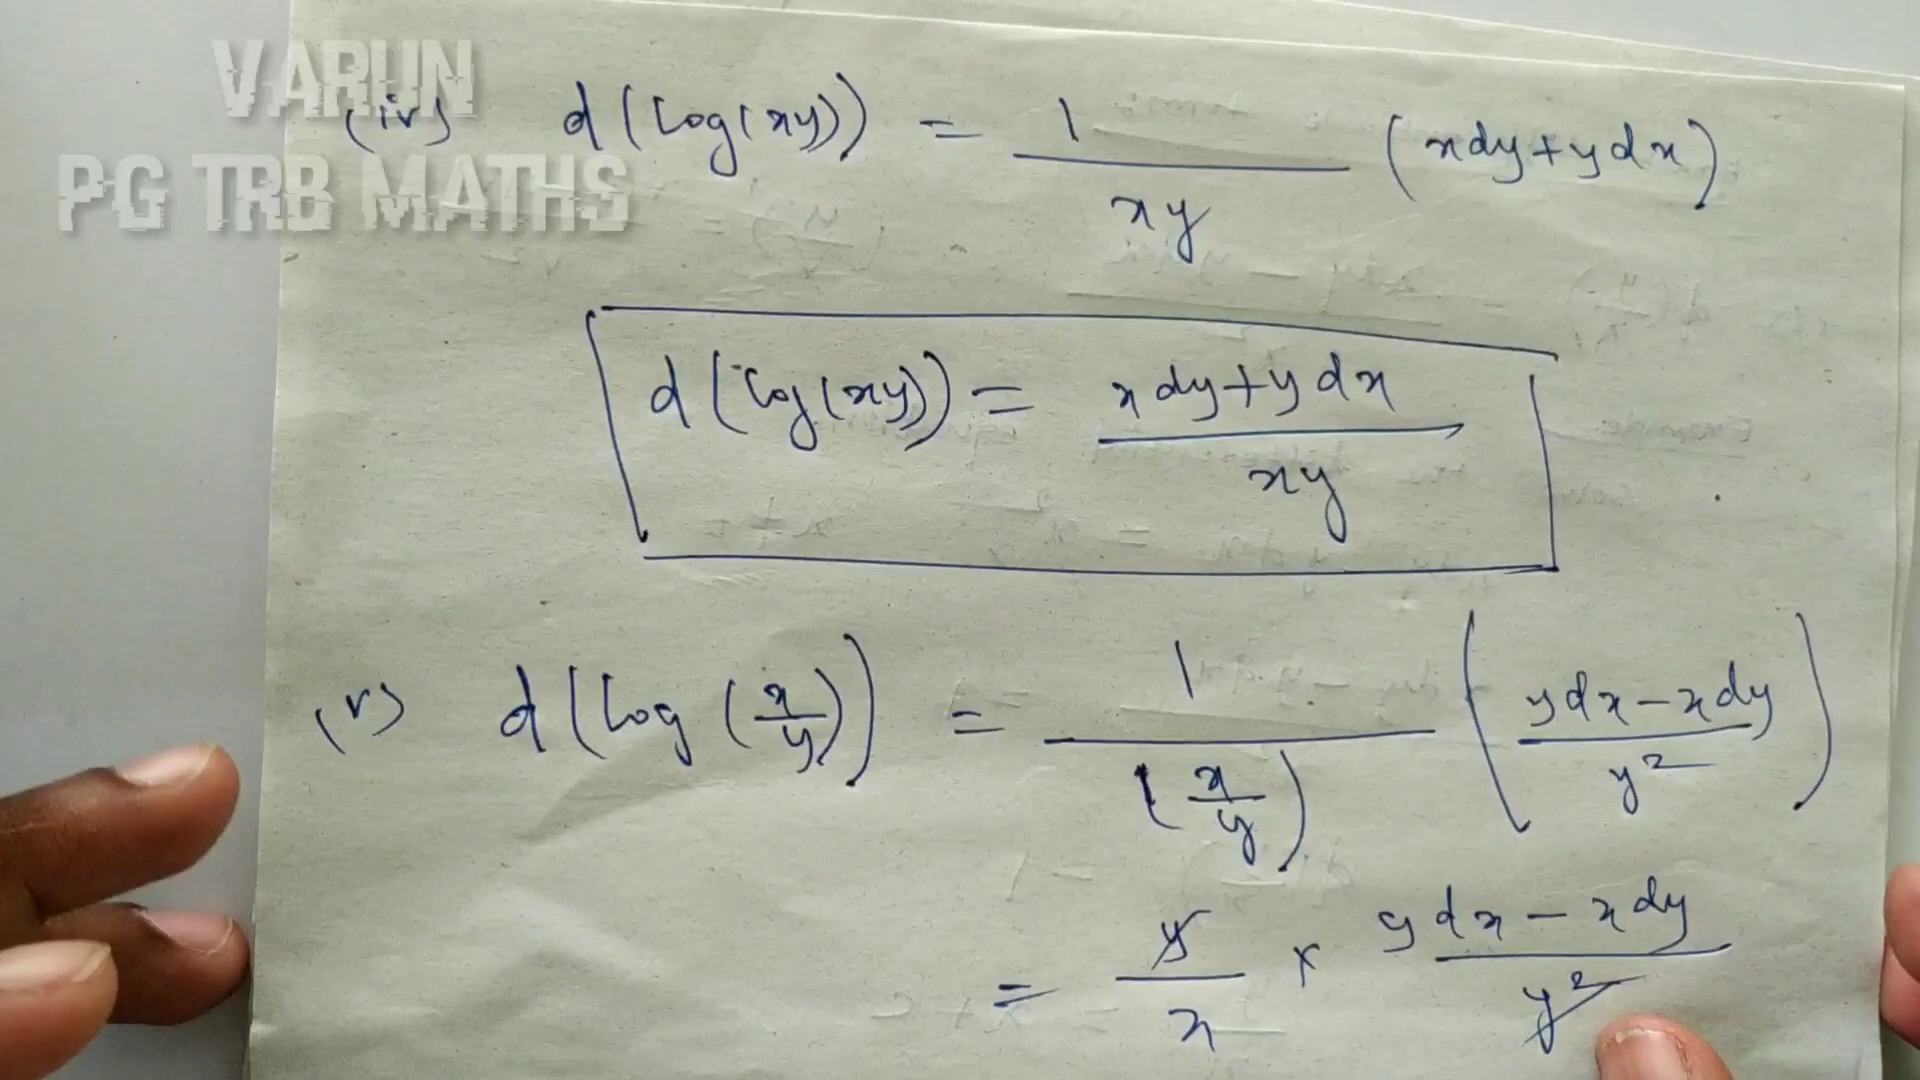 VARUN
PG TRB MATHS
(iv) d(log(xy)) = 1/xy (xdy+ydx)
d(log(xy)) = xdy+ydx/xy
(v) d(log(x/y)) = 1/(x/y) (ydx-xdy/y²)
= y/x × ydx-xdy/y²